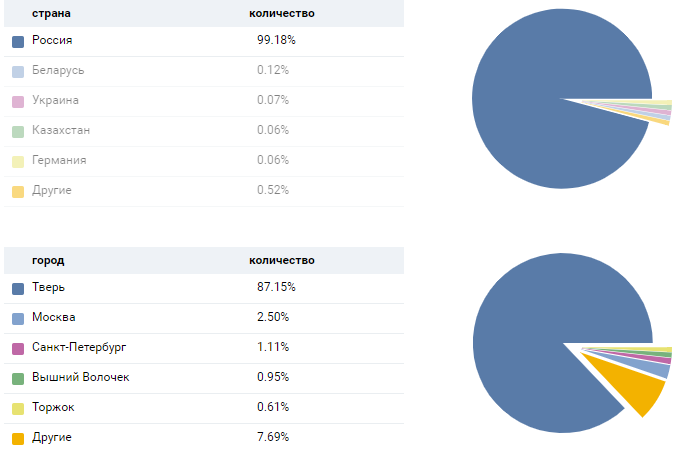 страна количество
Россия 99.18%
Беларусь 0.12%
Украина 0.07%
Казахстан 0.06%
Германия 0.06%
Другие 0.52%
город количество
Тверь 87.15%
Москва 2.50%
Санкт-Петербург 1.11%
Вышний Волочек 0.95%
Торжок 0.61%
Другие 7.69%